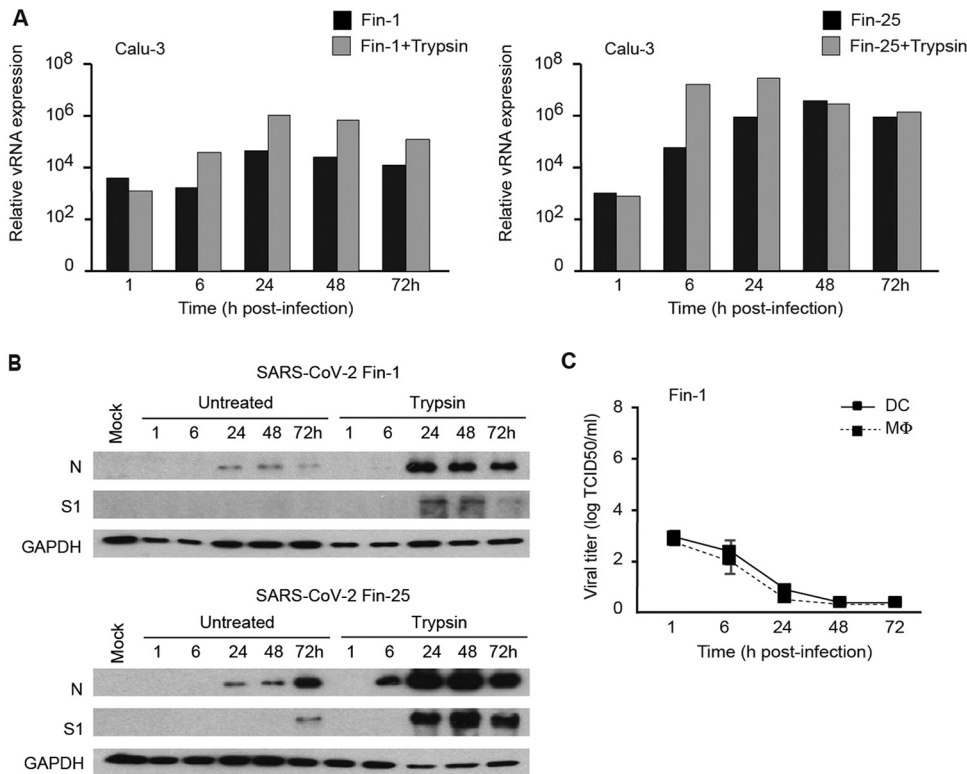 A
Calu-3
Fin-1
Fin-1+Trypsin
Relative vRNA expression
10^8
10^6
10^4
10^2
0
1 6 24 48 72h
Time (h post-infection)
Calu-3
Fin-25
Fin-25+Trypsin
Relative vRNA expression
10^8
10^6
10^4
10^2
0
1 6 24 48 72h
Time (h post-infection)
B
SARS-CoV-2 Fin-1
Untreated Trypsin
Mock 1 6 24 48 72h 1 6 24 48 72h
N
S1
GAPDH
SARS-CoV-2 Fin-25
Untreated Trypsin
Mock 1 6 24 48 72h 1 6 24 48 72h
N
S1
GAPDH
C
Fin-1
DC
MΦ
Viral titer (log TCID50/ml)
8
6
4
2
0
1 6 24 48 72
Time (h post-infection)